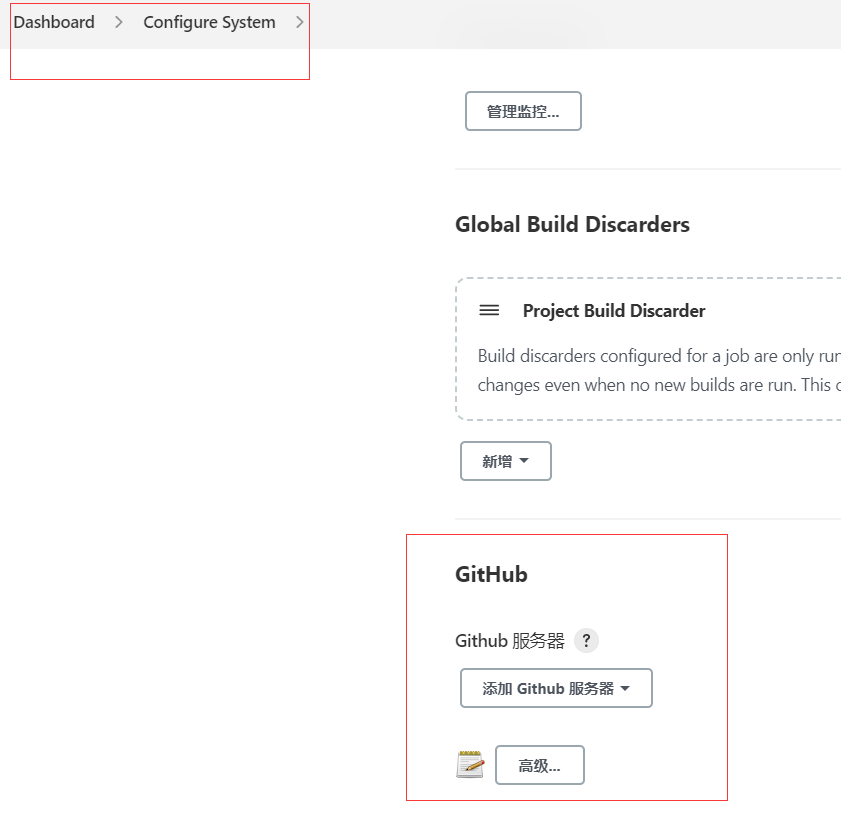 Dashboard > Configure System >
管理监控...
Global Build Discarders
Project Build Discarder
Build discarders configured for a job are only run
changes even when no new builds are run. This
新增
GitHub
Github 服务器 ?
添加 Github 服务器
高级...